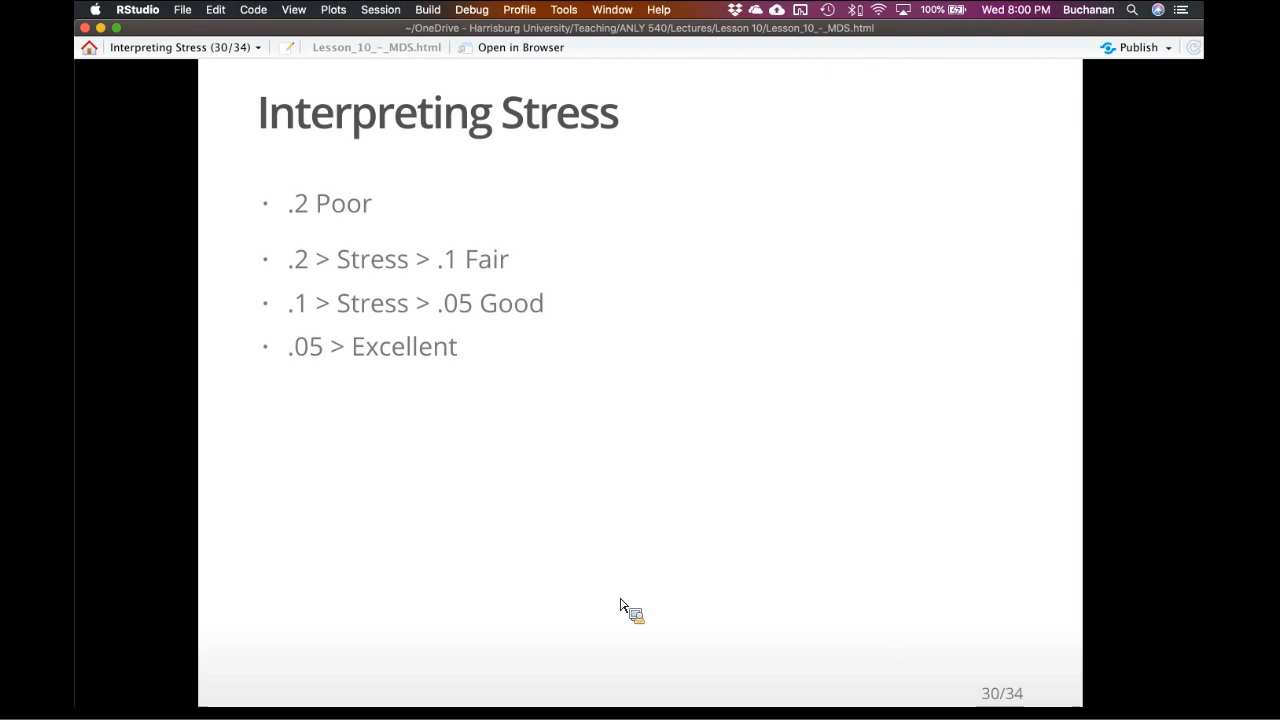 RStudio File Edit Code View Plots Session Build Debug Profile Tools Window Help 100% Wed 8:00 PM Buchanan
~/OneDrive - Harrisburg University/Teaching/ANLY 540/Lectures/Lesson 10/Lesson_10_-_MDS.html
Interpreting Stress (30/34) Lesson_10_-_MDS.html Open in Browser Publish
Interpreting Stress
· .2 Poor
· .2 > Stress > .1 Fair
· .1 > Stress > .05 Good
· .05 > Excellent
30/34